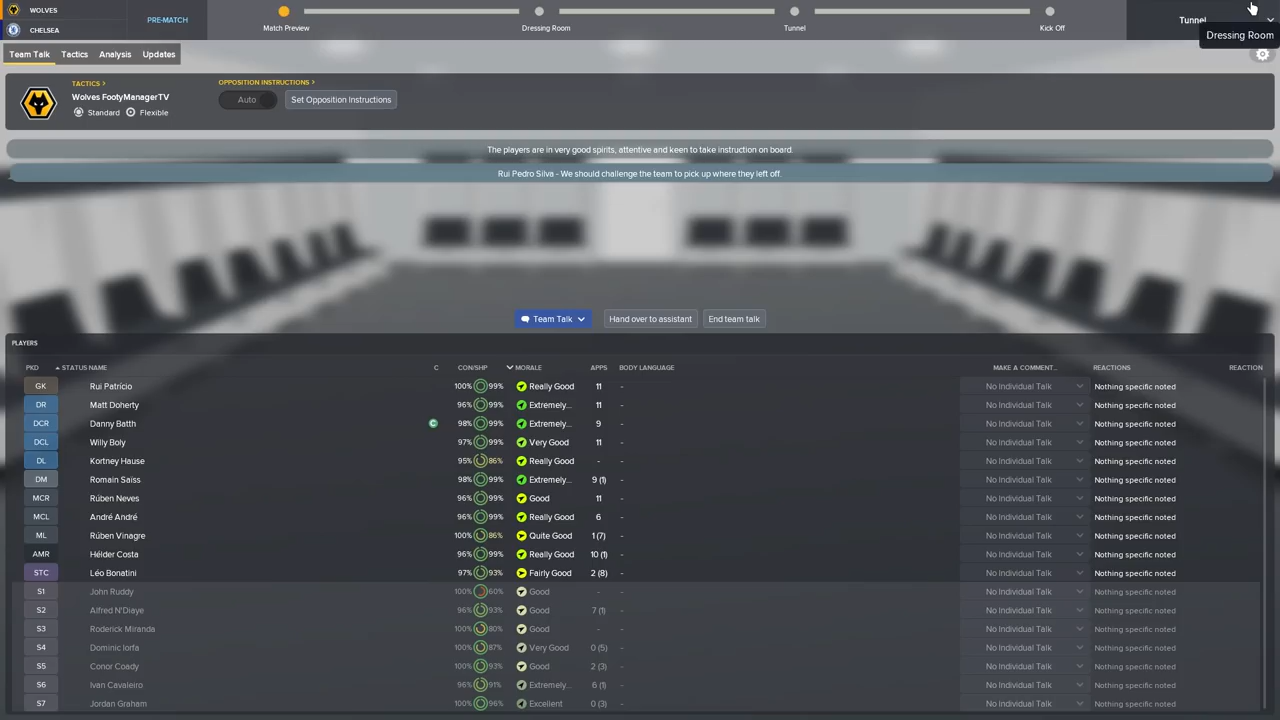 WOLVES
CHELSEA
PRE-MATCH
Match Preview
Dressing Room
Tunnel
Kick Off
Tunnel
Dressing Room
Team Talk Tactics Analysis Updates
TACTICS >
Wolves FootyManagerTV
Standard Flexible
OPPOSITION INSTRUCTIONS >
Auto Set Opposition Instructions
The players are in very good spirits, attentive and keen to take instruction on board.
Rui Pedro Silva - We should challenge the team to pick up where they left off.
Team Talk Hand over to assistant End team talk
PLAYERS
PKD STATUS NAME C CON/SHP MORALE APPS BODY LANGUAGE MAKE A COMMENT... REACTIONS REACTION
GK Rui Patrício 100% 99% Really Good 11 - No Individual Talk Nothing specific noted
DR Matt Doherty 96% 99% Extremely... 11 - No Individual Talk Nothing specific noted
DCR Danny Batth C 98% 99% Extremely... 9 - No Individual Talk Nothing specific noted
DCL Willy Boly 97% 99% Very Good 11 - No Individual Talk Nothing specific noted
DL Kortney Hause 95% 86% Really Good - - No Individual Talk Nothing specific noted
DM Romain Saïss 98% 99% Extremely... 9 (1) - No Individual Talk Nothing specific noted
MCR Rúben Neves 96% 99% Good 11 - No Individual Talk Nothing specific noted
MCL André André 96% 99% Really Good 6 - No Individual Talk Nothing specific noted
ML Rúben Vinagre 100% 86% Quite Good 1 (7) - No Individual Talk Nothing specific noted
AMR Hélder Costa 96% 99% Really Good 10 (1) - No Individual Talk Nothing specific noted
STC Léo Bonatini 97% 93% Fairly Good 2 (8) - No Individual Talk Nothing specific noted
S1 John Ruddy 100% 60% Good - - No Individual Talk Nothing specific noted
S2 Alfred N'Diaye 96% 93% Good 7 (1) - No Individual Talk Nothing specific noted
S3 Roderick Miranda 100% 80% Good - - No Individual Talk Nothing specific noted
S4 Dominic Iorfa 100% 87% Very Good 0 (5) - No Individual Talk Nothing specific noted
S5 Conor Coady 100% 93% Good 2 (3) - No Individual Talk Nothing specific noted
S6 Ivan Cavaleiro 96% 91% Extremely... 6 (1) - No Individual Talk Nothing specific noted
S7 Jordan Graham 100% 96% Excellent 0 (3) - No Individual Talk Nothing specific noted